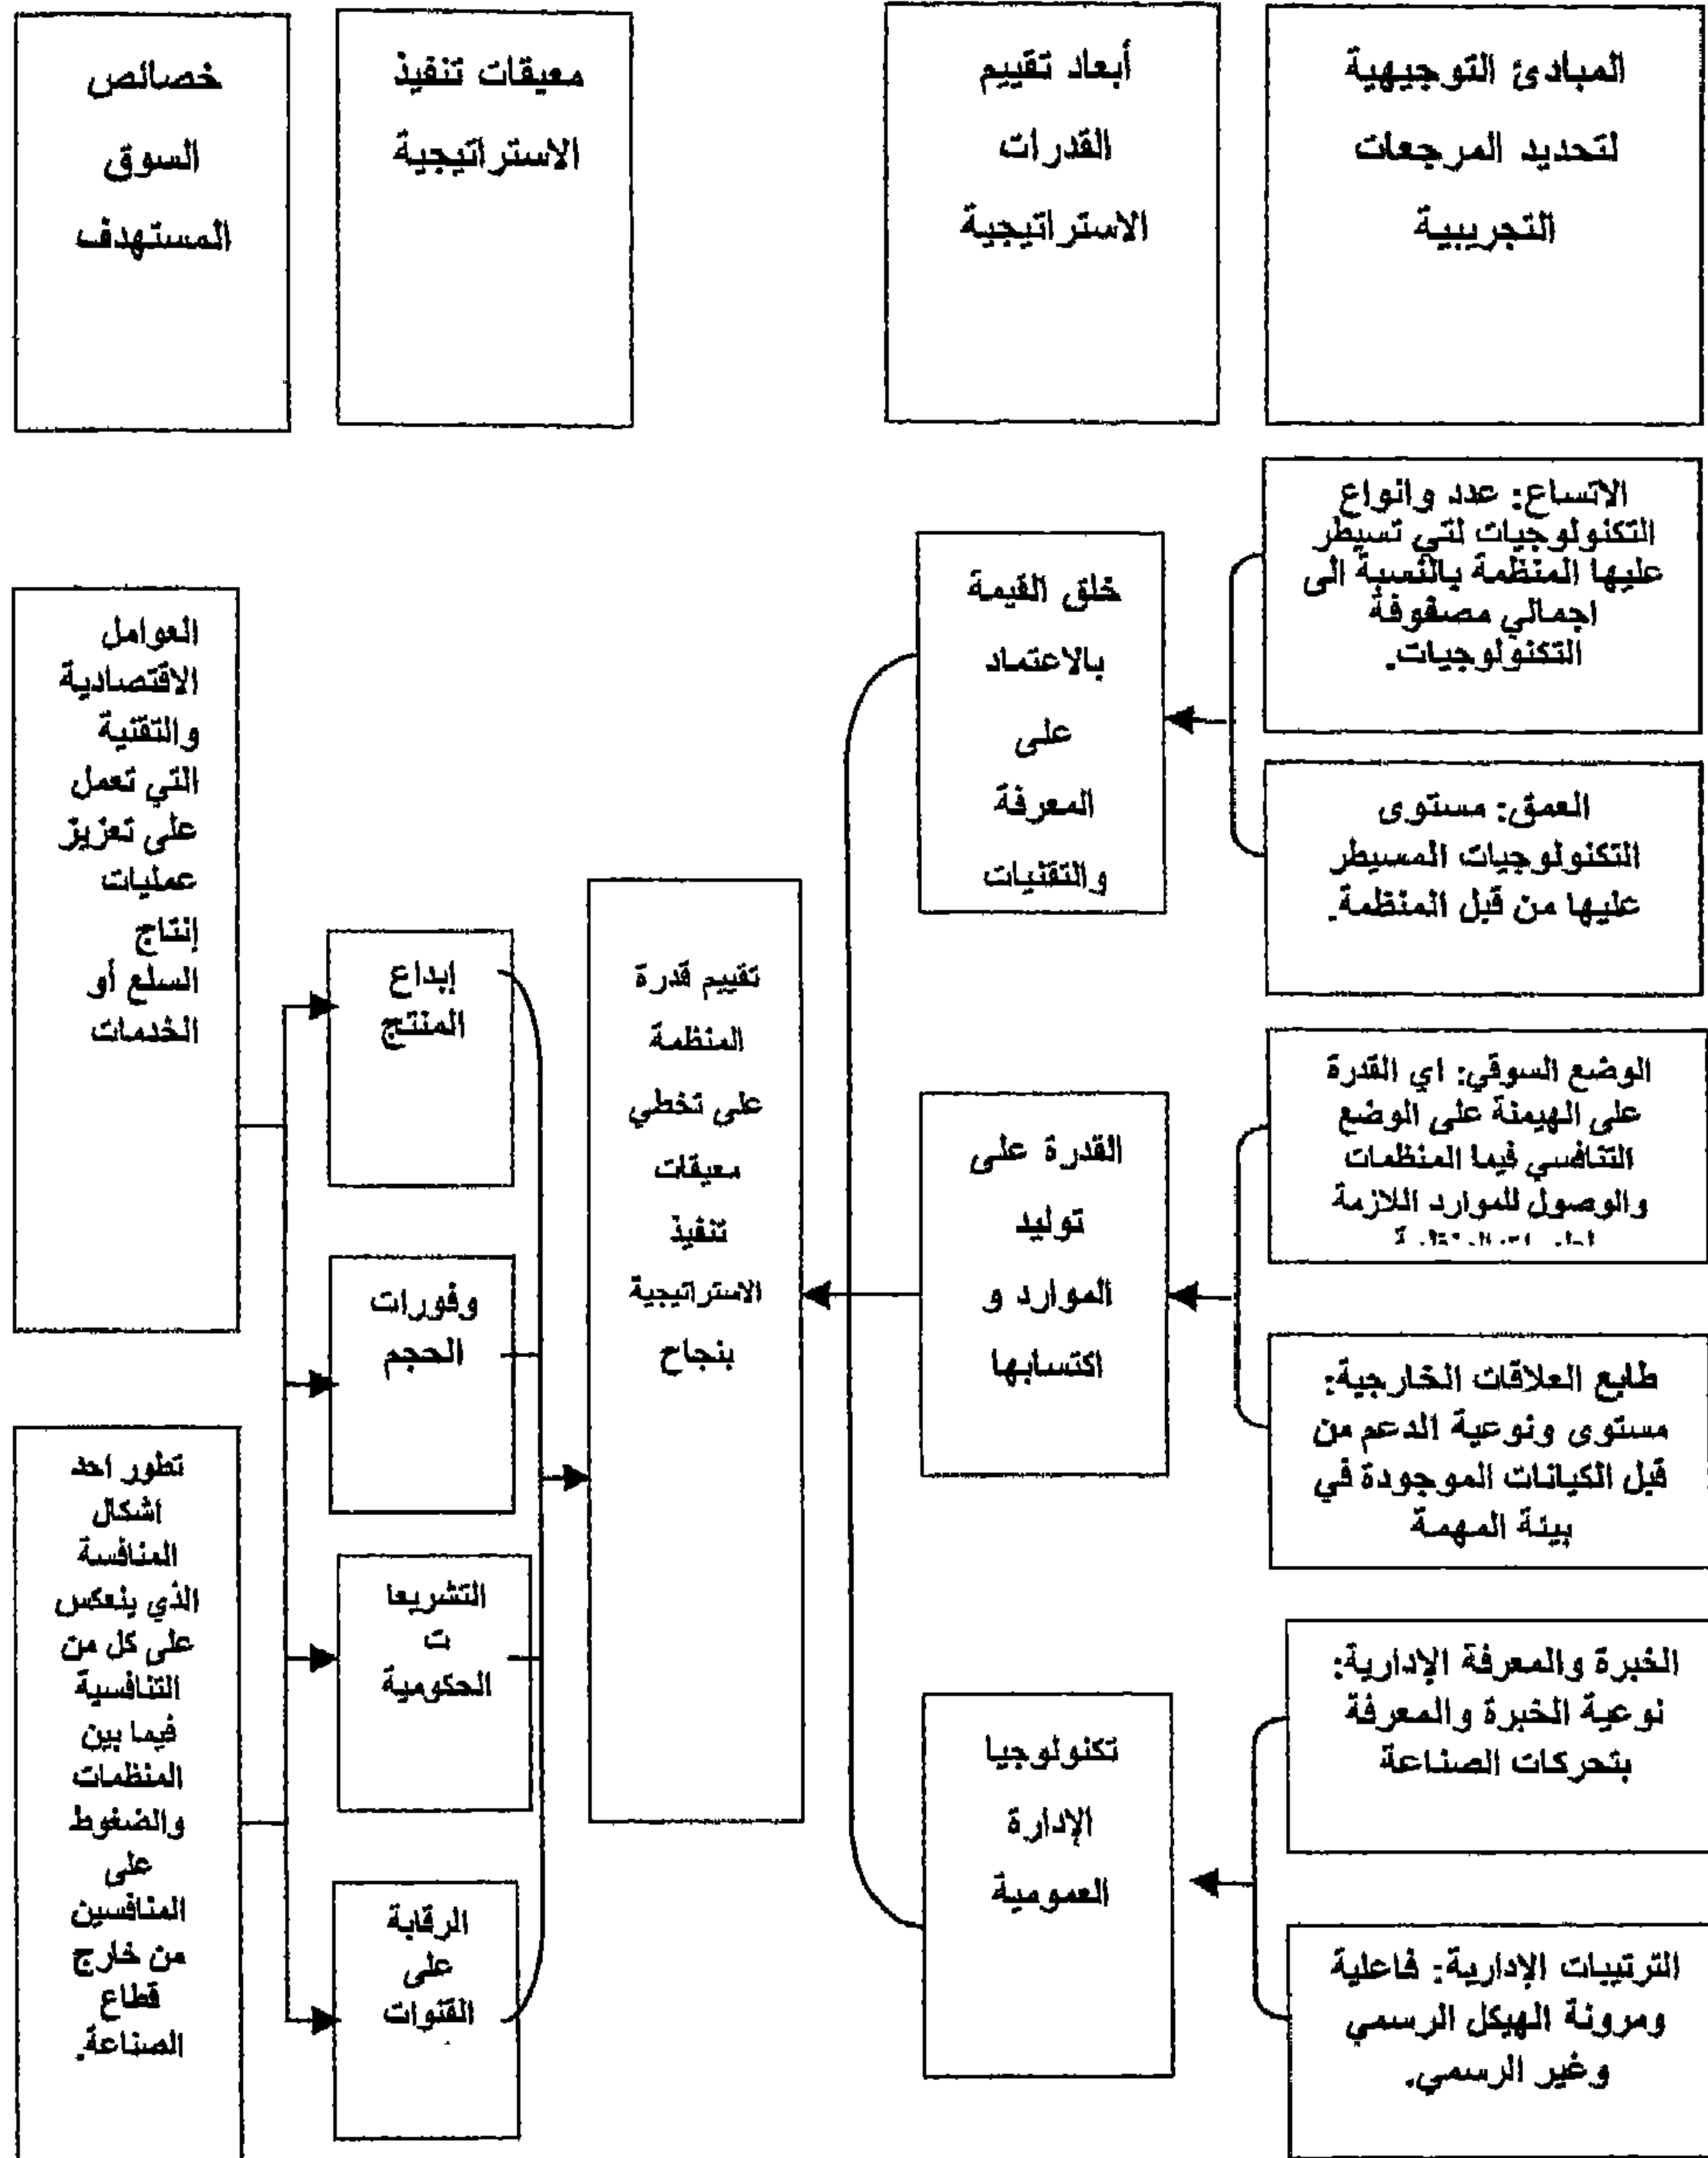 المبادئ التوجيهية
لتحديد المرجعات
التجريبية
أبعاد تقييم
القدرات
الاستراتيجية
معيقات تنفيذ
الاستراتيجية
خصائص
السوق
المستهدف
الاتساع: عدد وانواع
التكنولوجيات لتي تسيطر
عليها المنظمة بالنسبة الى
اجمالي مصفوفة
التكنولوجيات.
العمق: مستوى
التكنولوجيات المسيطر
عليها من قبل المنظمة.
الوضع السوقي: اي القدرة
على الهيمنة على الوضع
التنافسي فيما المنظمات
والوصول للموارد اللازمة
طابع العلاقات الخارجية:
مستوى ونوعية الدعم من
قبل الكيانات الموجودة في
بيئة المهمة
الخبرة والمعرفة الإدارية:
نوعية الخبرة والمعرفة
بتحركات الصناعة
الترتيبات الإدارية: فاعلية
ومرونة الهيكل الرسمي
وغير الرسمي.
خلق القيمة
بالاعتماد
على
المعرفة
والتقنيات
القدرة على
توليد
الموارد و
اكتسابها
تكنولوجيا
الإدارة
العمومية
تقييم قدرة
المنظمة
على تخطي
معيقات
تنفيذ
الاستراتيجية
بنجاح
إبداع
المنتج
وفورات
الحجم
التشريعا
ت
الحكومية
الرقابة
على
القنوات
العوامل
الاقتصادية
والتقنية
التي تعمل
على تعزيز
عمليات
إنتاج
السلع أو
الخدمات
تطور احد
اشكال
المنافسة
الذي ينعكس
على كل من
التنافسية
فيما بين
المنظمات
والضغوط
على
المنافسين
من خارج
قطاع
الصناعة.